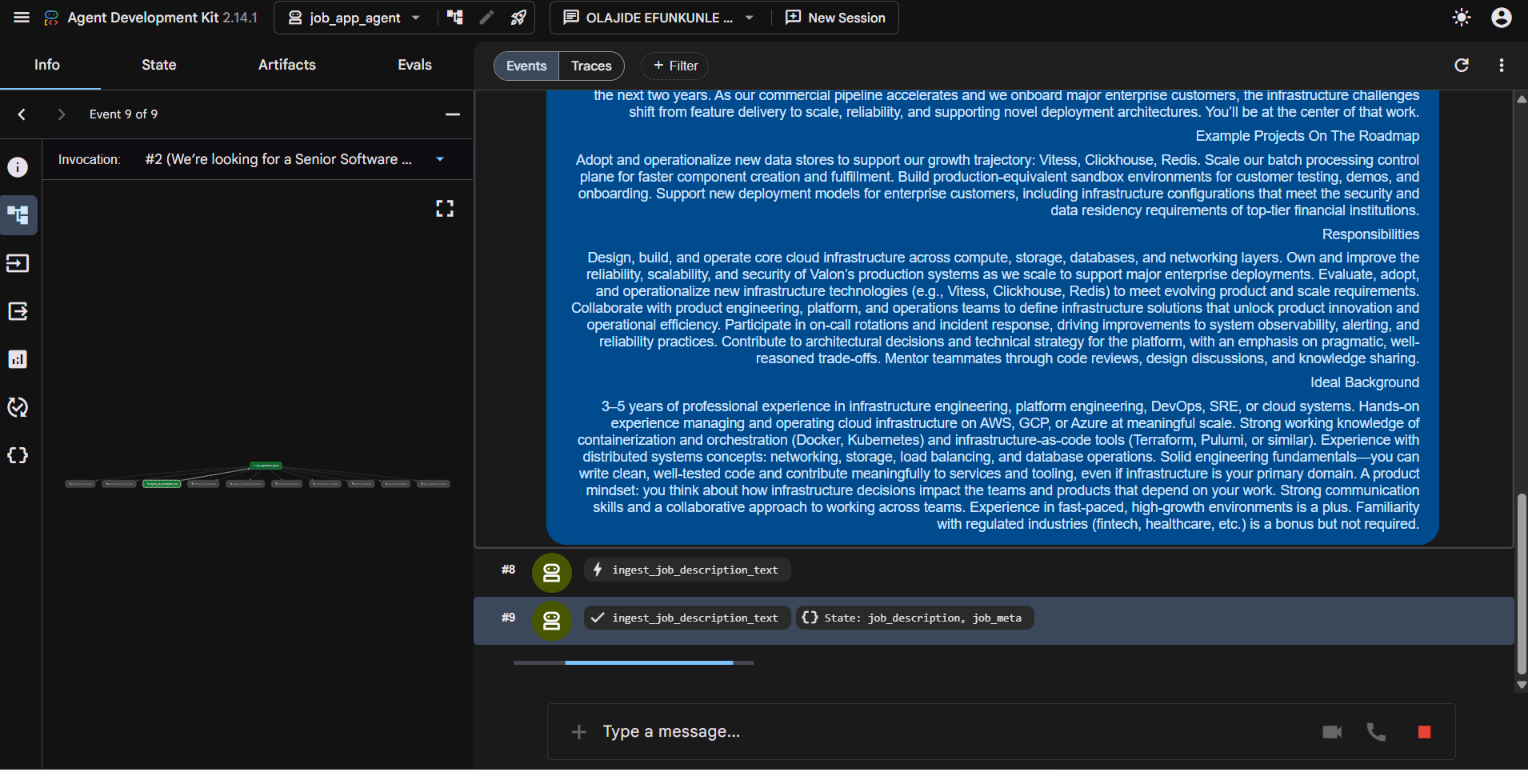 Agent Development Kit 2.14.1
job_app_agent
OLAJIDE EFUNKUNLE ...
New Session
Info
State
Artifacts
Evals
Events
Traces
+ Filter
Event 9 of 9
Invocation:
#2 (We're looking for a Senior Software ...
the next two years. As our commercial pipeline accelerates and we onboard major enterprise customers, the infrastructure challenges
shift from feature delivery to scale, reliability, and supporting novel deployment architectures. You'll be at the center of that work.
Example Projects On The Roadmap
Adopt and operationalize new data stores to support our growth trajectory: Vitess, Clickhouse, Redis. Scale our batch processing control
plane for faster component creation and fulfillment. Build production-equivalent sandbox environments for customer testing, demos, and
onboarding. Support new deployment models for enterprise customers, including infrastructure configurations that meet the security and
data residency requirements of top-tier financial institutions.
Responsibilities
Design, build, and operate core cloud infrastructure across compute, storage, databases, and networking layers. Own and improve the
reliability, scalability, and security of Valon's production systems as we scale to support major enterprise deployments. Evaluate, adopt,
and operationalize new infrastructure technologies (e.g., Vitess, Clickhouse, Redis) to meet evolving product and scale requirements.
Collaborate with product engineering, platform, and operations teams to define infrastructure solutions that unlock product innovation and
operational efficiency. Participate in on-call rotations and incident response, driving improvements to system observability, alerting, and
reliability practices. Contribute to architectural decisions and technical strategy for the platform, with an emphasis on pragmatic, well-
reasoned trade-offs. Mentor teammates through code reviews, design discussions, and knowledge sharing.
Ideal Background
3–5 years of professional experience in infrastructure engineering, platform engineering, DevOps, SRE, or cloud systems. Hands-on
experience managing and operating cloud infrastructure on AWS, GCP, or Azure at meaningful scale. Strong working knowledge of
containerization and orchestration (Docker, Kubernetes) and infrastructure-as-code tools (Terraform, Pulumi, or similar). Experience with
distributed systems concepts: networking, storage, load balancing, and database operations. Solid engineering fundamentals—you can
write clean, well-tested code and contribute meaningfully to services and tooling, even if infrastructure is your primary domain. A product
mindset: you think about how infrastructure decisions impact the teams and products that depend on your work. Strong communication
skills and a collaborative approach to working across teams. Experience in fast-paced, high-growth environments is a plus. Familiarity
with regulated industries (fintech, healthcare, etc.) is a bonus but not required.
#8
ingest_job_description_text
#9
ingest_job_description_text
State: job_description, job_meta
Type a message...